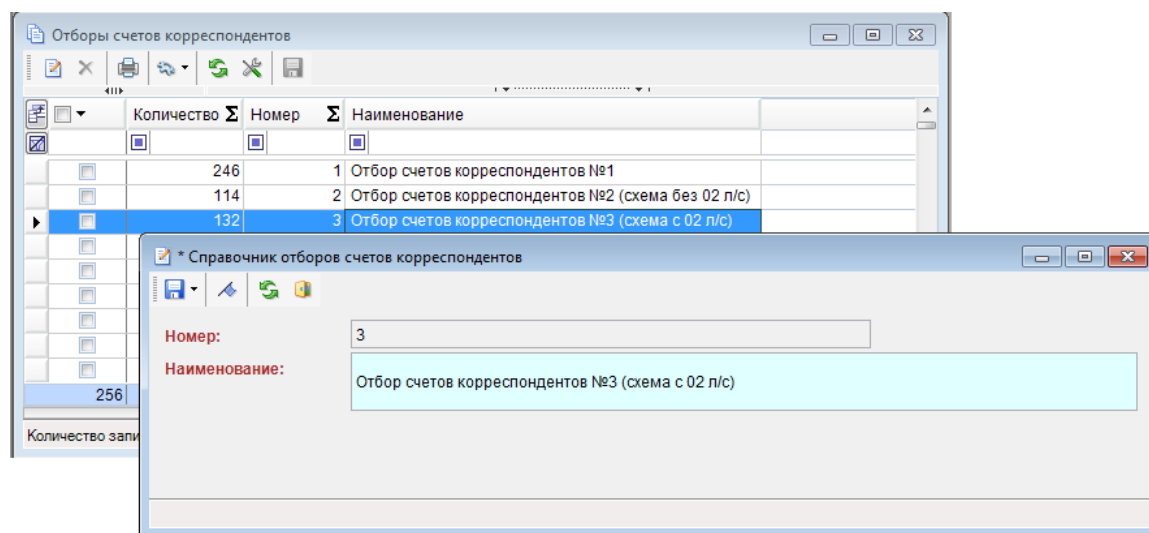 Отборы счетов корреспондентов
Количество Σ Номер Σ Наименование
246 1 Отбор счетов корреспондентов №1
114 2 Отбор счетов корреспондентов №2 (схема без 02 л/с)
132 3 Отбор счетов корреспондентов №3 (схема с 02 л/с)
* Справочник отборов счетов корреспондентов
Номер: 3
Наименование: Отбор счетов корреспондентов №3 (схема с 02 л/с)
256
Количество